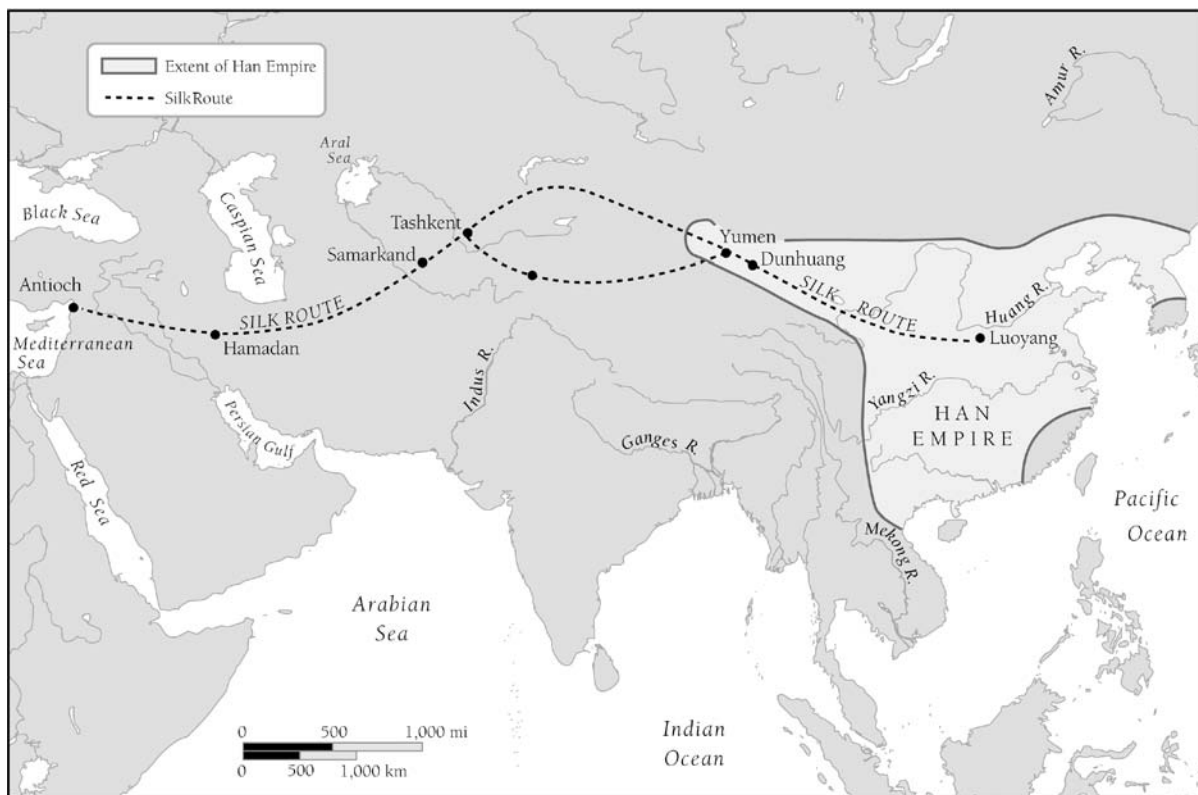 Extent of Han Empire
SilkRoute
Amur R.
Aral
Sea
Black Sea
Caspian Sea
Tashkent
Samarkand
Yumen
Dunhuang
Antioch
SILK ROUTE
SILK ROUTE
Huang R.
Hamadan
Luoyang
Mediterranean
Sea
Indus R.
Yangzi R.
Persian Gulf
HAN
EMPIRE
Ganges R.
Red Sea
Pacific
Ocean
Mekong R.
Arabian
Sea
0 500 1,000 mi
0 500 1,000 km
Indian
Ocean